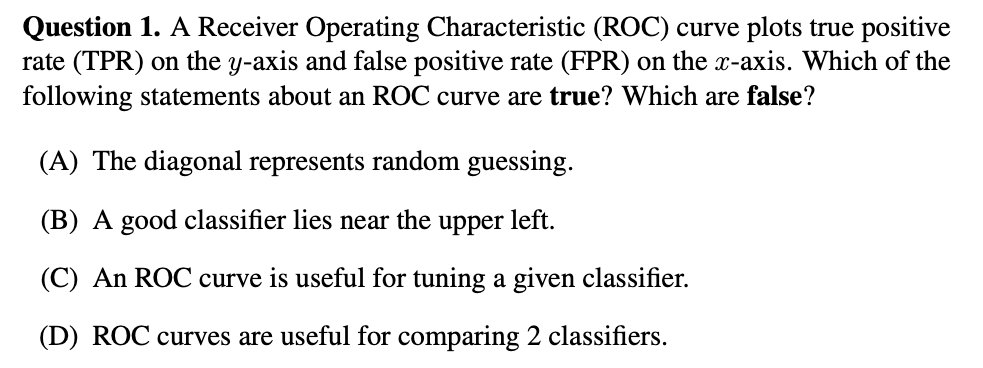 Question 1. A Receiver Operating Characteristic (ROC) curve plots true positive
rate (TPR) on the y-axis and false positive rate (FPR) on the x-axis. Which of the
following statements about an ROC curve are true? Which are false?
(A) The diagonal represents random guessing.
(B) A good classifier lies near the upper left.
(C) An ROC curve is useful for tuning a given classifier.
(D) ROC curves are useful for comparing 2 classifiers.